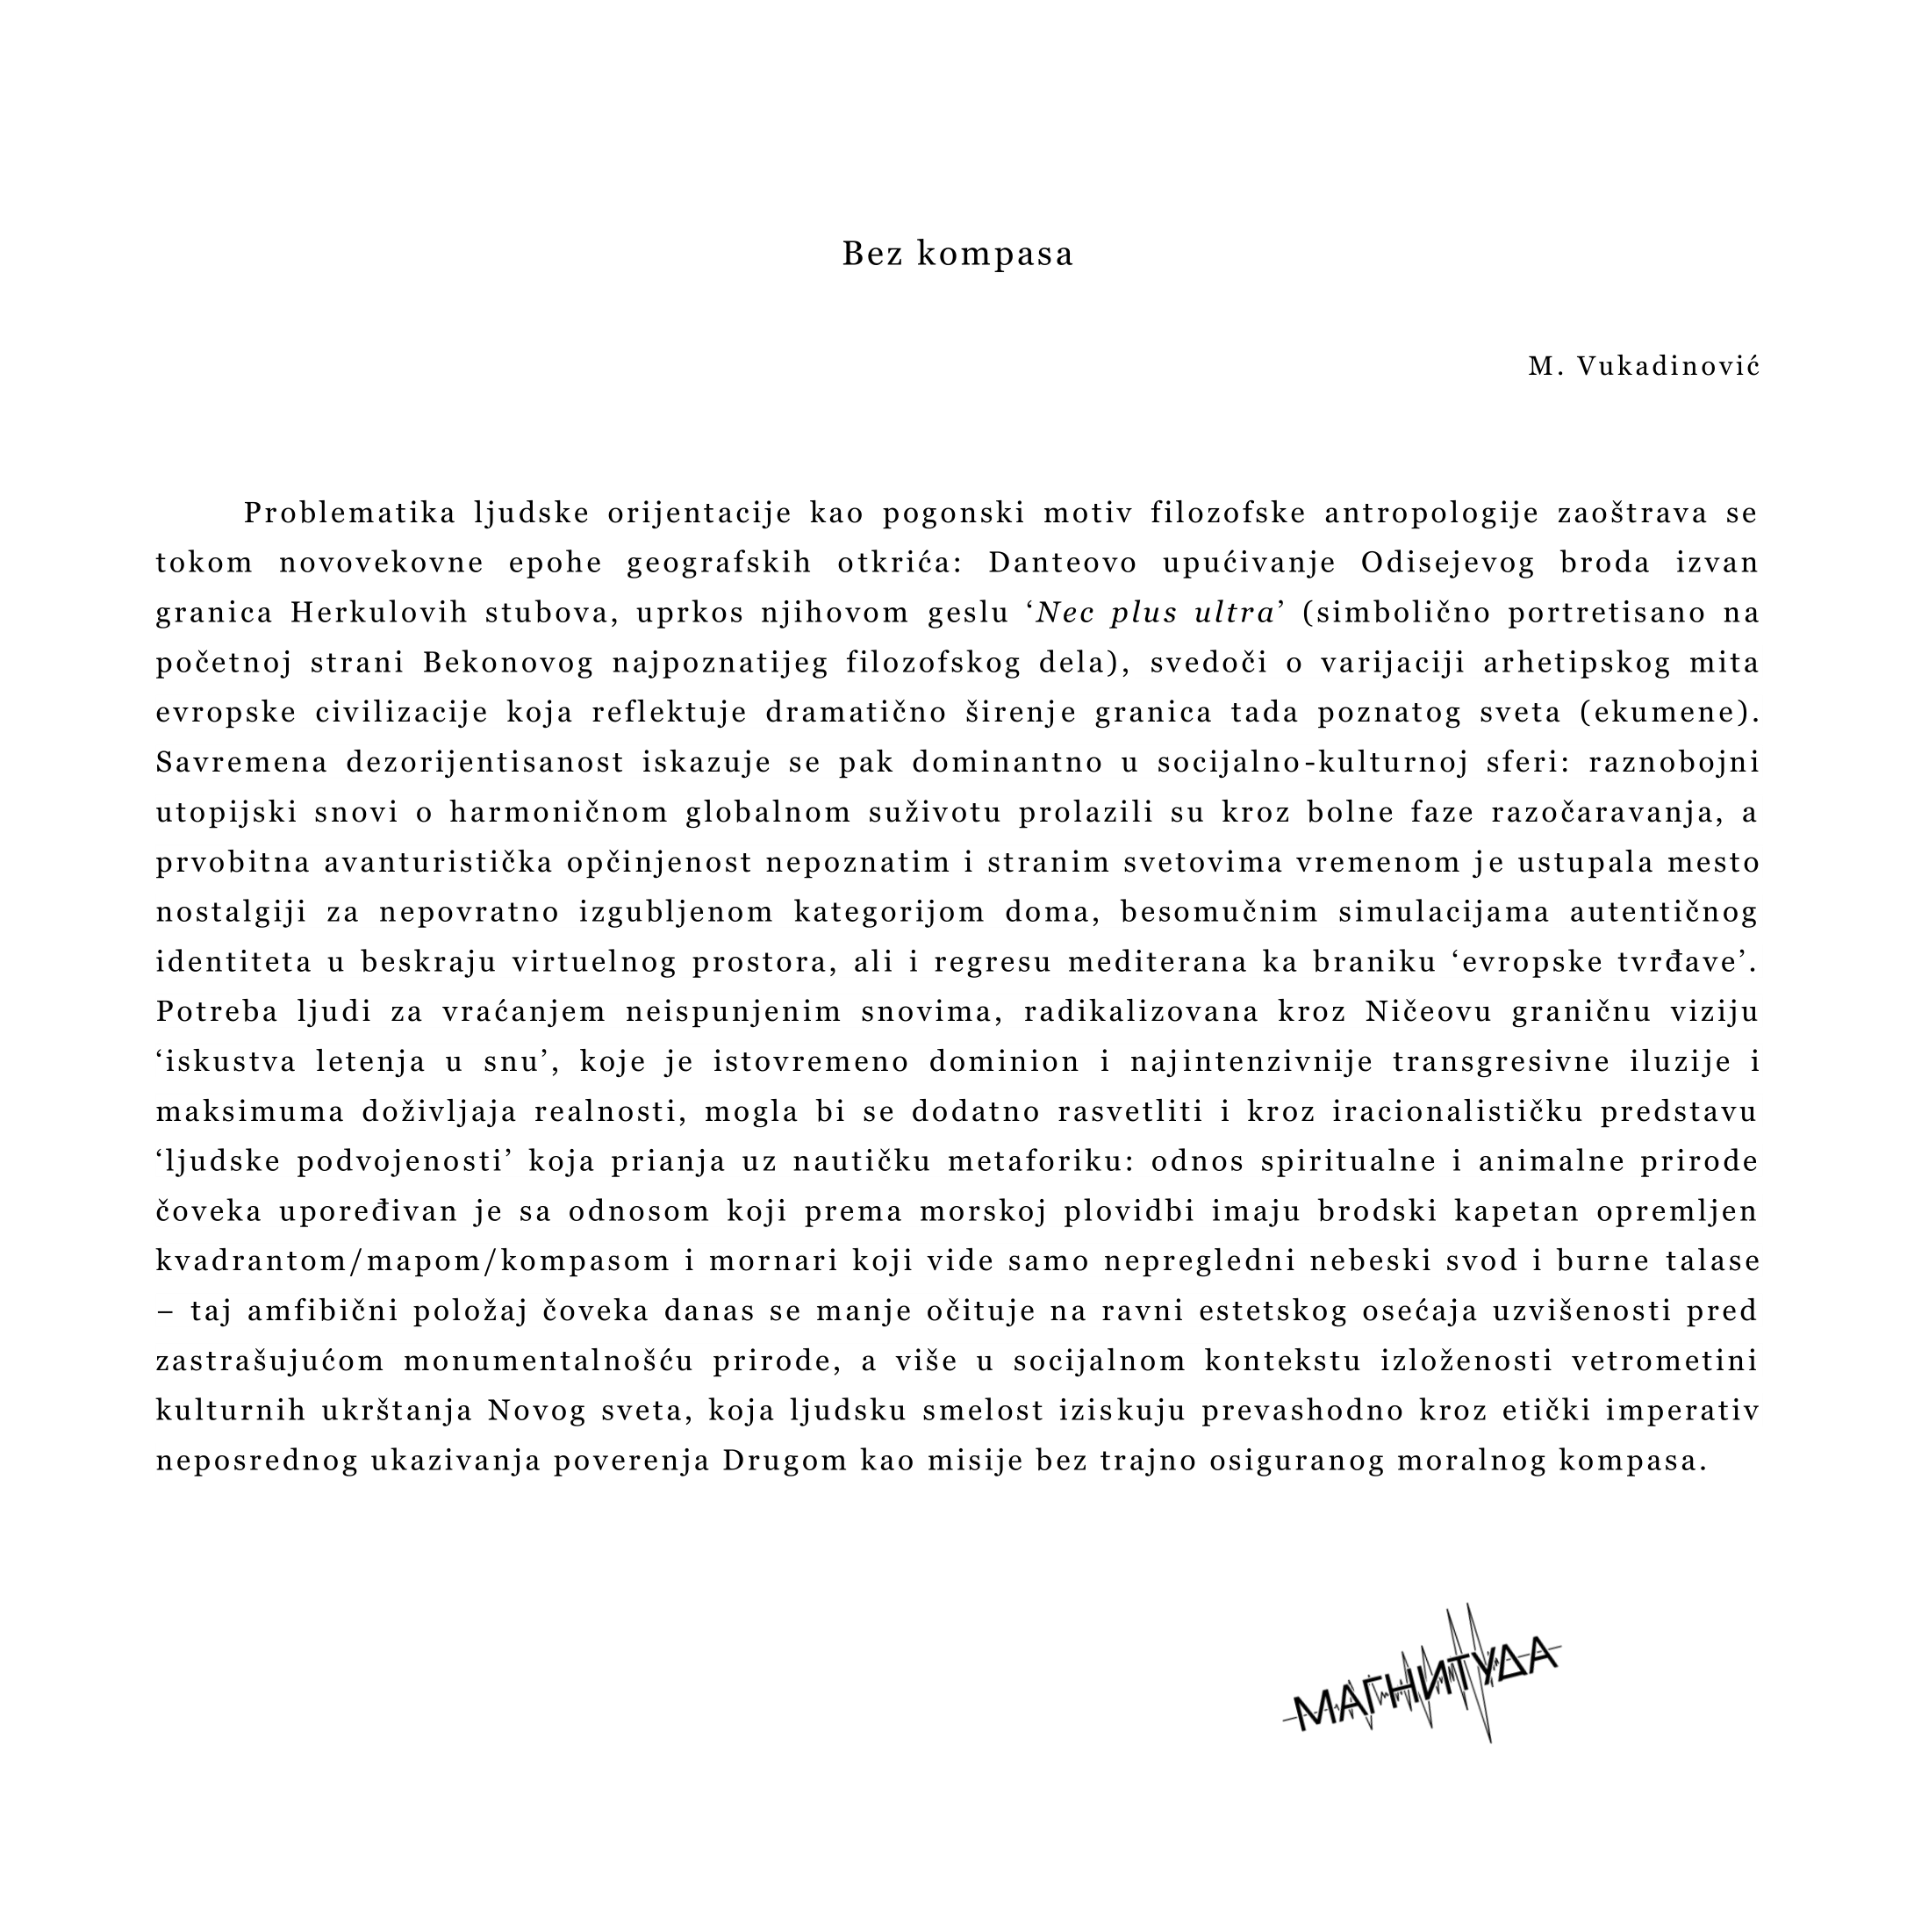 Bez kompasa
M. Vukadinović
Problematika ljudske orijentacije kao pogonski motiv filozofske antropologije zaoštrava se
tokom novovekovne epohe geografskih otkrića: Danteovo upućivanje Odisejevog broda izvan
granica Herkulovih stubova, uprkos njihovom geslu ‘Nec plus ultra’ (simbolično portretisano na
početnoj strani Bekonovog najpoznatijeg filozofskog dela), svedoči o varijaciji arhetipskog mita
evropske civilizacije koja reflektuje dramatično širenje granica tada poznatog sveta (ekumene).
Savremena dezorijentisanost iskazuje se pak dominantno u socijalno-kulturnoj sferi: raznobojni
utopijski snovi o harmoničnom globalnom suživotu prolazili su kroz bolne faze razočaravanja, a
prvobitna avanturistička opčinjenost nepoznatim i stranim svetovima vremenom je ustupala mesto
nostalgiji za nepovratno izgubljenom kategorijom doma, besomučnim simulacijama autentičnog
identiteta u beskraju virtuelnog prostora, ali i regresu mediterana ka braniku ‘evropske tvrđave’.
Potreba ljudi za vraćanjem neispunjenim snovima, radikalizovana kroz Ničeovu graničnu viziju
‘iskustva letenja u snu’, koje je istovremeno dominion i najintenzivnije transgresivne iluzije i
maksimuma doživljaja realnosti, mogla bi se dodatno rasvetliti i kroz iracionalističku predstavu
‘ljudske podvojenosti’ koja prianja uz nautičku metaforiku: odnos spiritualne i animalne prirode
čoveka upoređivan je sa odnosom koji prema morskoj plovidbi imaju brodski kapetan opremljen
kvadrantom/mapom/kompasom i mornari koji vide samo nepregledni nebeski svod i burne talase
– taj amfibični položaj čoveka danas se manje očituje na ravni estetskog osećaja uzvišenosti pred
zastrašujućom monumentalnošću prirode, a više u socijalnom kontekstu izloženosti vetrometini
kulturnih ukrštanja Novog sveta, koja ljudsku smelost iziskuju prevashodno kroz etički imperativ
neposrednog ukazivanja poverenja Drugom kao misije bez trajno osiguranog moralnog kompasa.
МАГНИТУДА